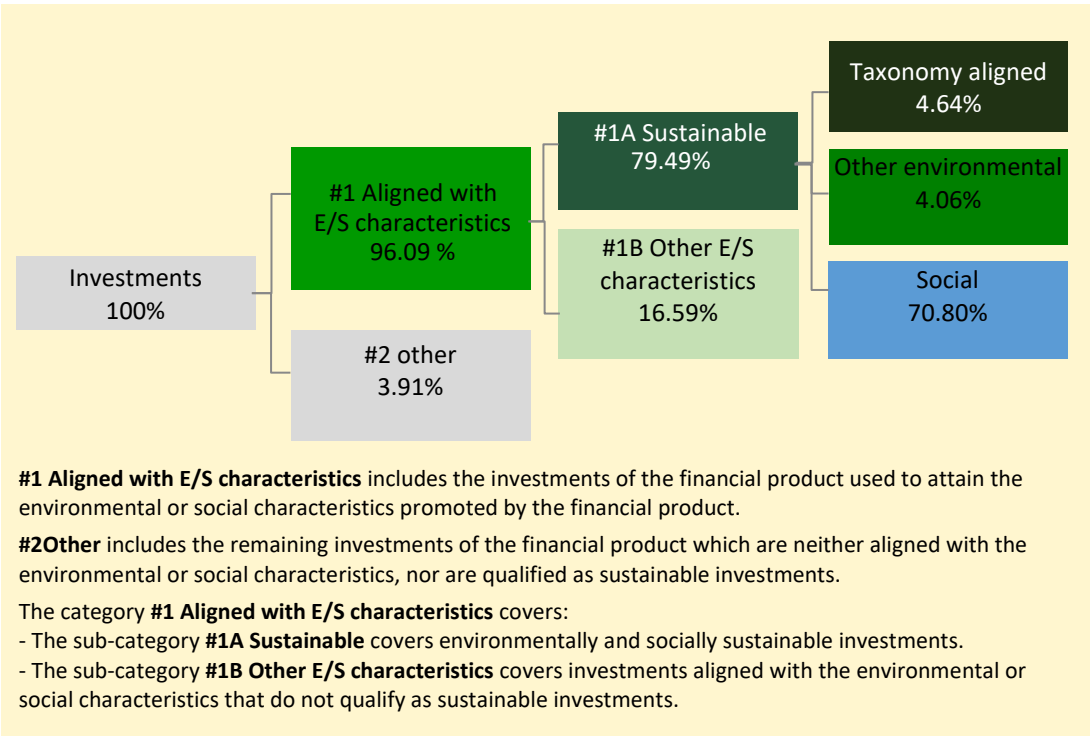 Investments
100%
#1 Aligned with
E/S characteristics
96.09 %
#2 other
3.91%
#1A Sustainable
79.49%
#1B Other E/S
characteristics
16.59%
Taxonomy aligned
4.64%
Other environmental
4.06%
Social
70.80%
#1 Aligned with E/S characteristics includes the investments of the financial product used to attain the
environmental or social characteristics promoted by the financial product.
#2Other includes the remaining investments of the financial product which are neither aligned with the
environmental or social characteristics, nor are qualified as sustainable investments.
The category #1 Aligned with E/S characteristics covers:
- The sub-category #1A Sustainable covers environmentally and socially sustainable investments.
- The sub-category #1B Other E/S characteristics covers investments aligned with the environmental or
social characteristics that do not qualify as sustainable investments.